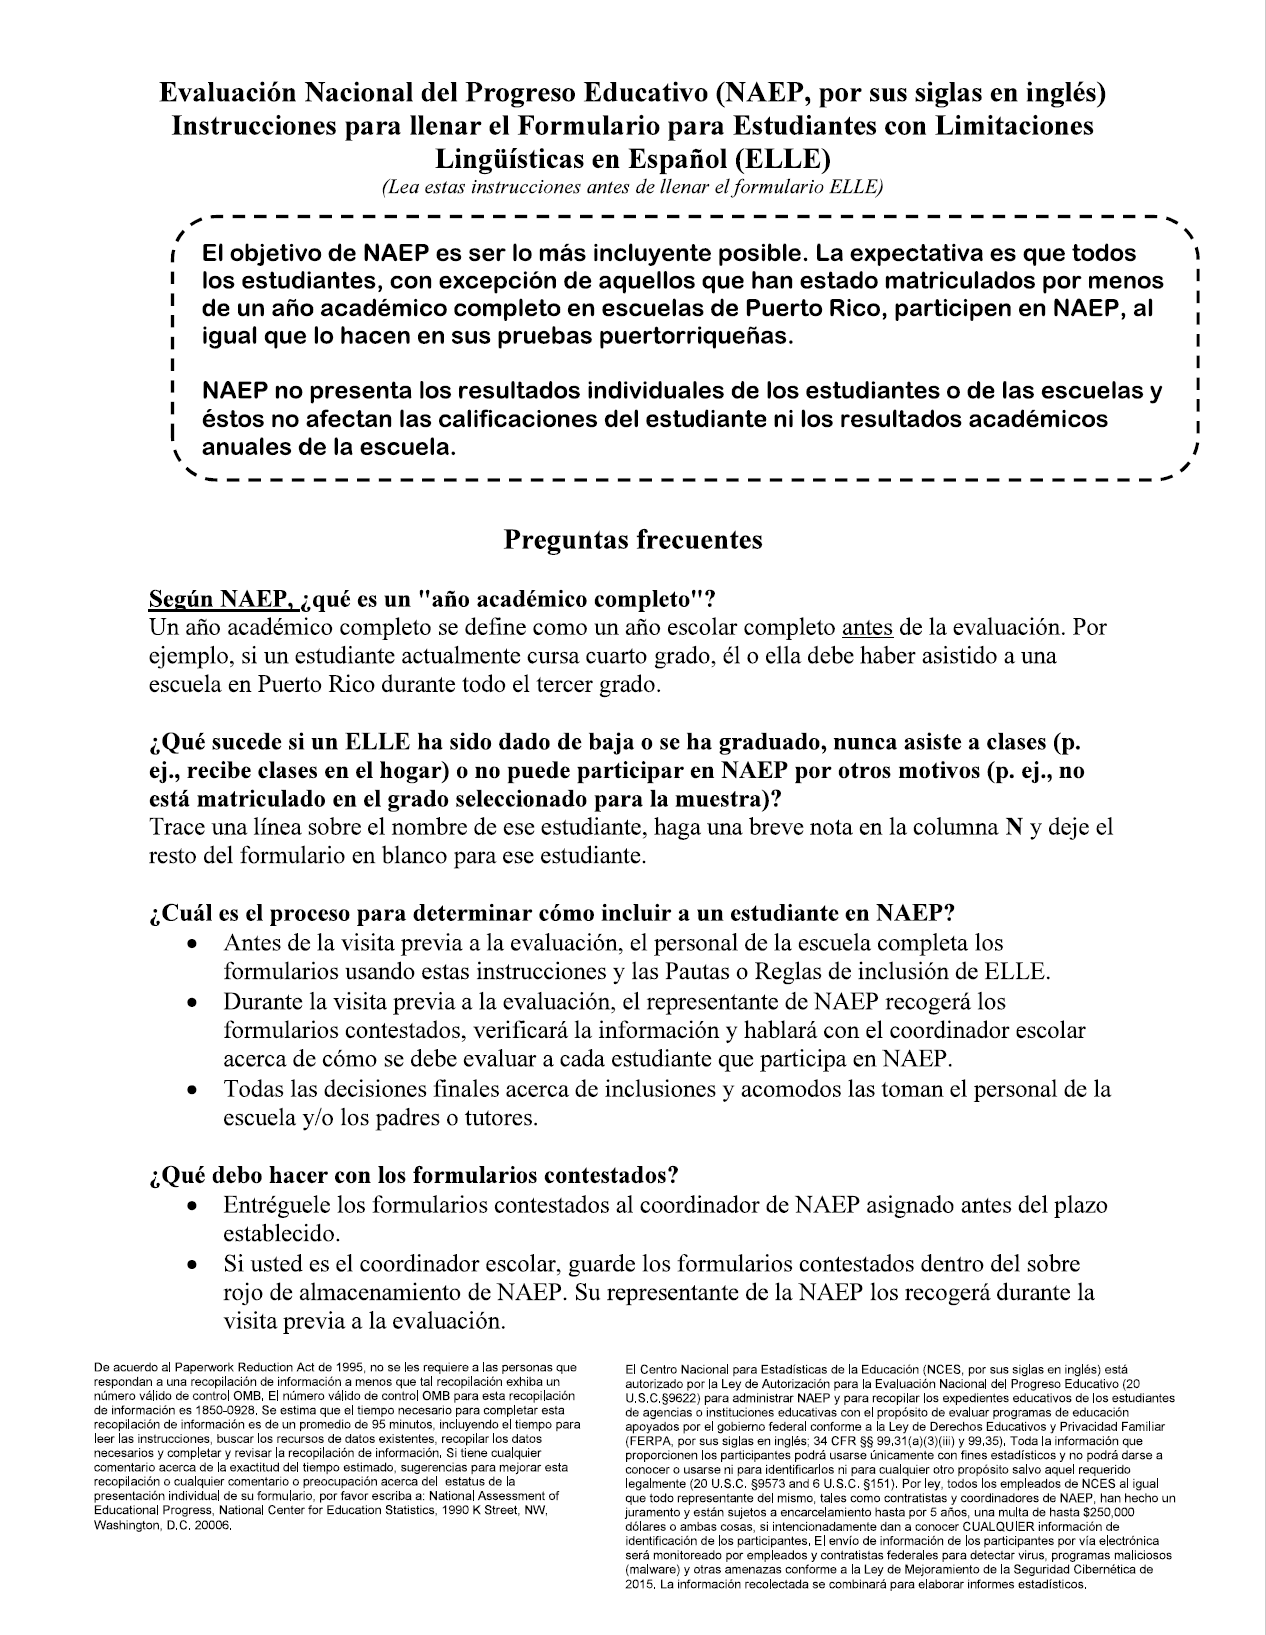 Evaluación Nacional del Progreso Educativo (NAEP, por sus siglas en inglés)
Instrucciones para llenar el Formulario para Estudiantes con Limitaciones
Lingüísticas en Español (ELLE)
(Lea estas instrucciones antes de llenar el formulario ELLE)
El objetivo de NAEP es ser lo más incluyente posible. La expectativa es que todos
los estudiantes, con excepción de aquellos que han estado matriculados por menos
de un año académico completo en escuelas de Puerto Rico, participen en NAEP, al
igual que lo hacen en sus pruebas puertorriqueñas.
NAEP no presenta los resultados individuales de los estudiantes o de las escuelas y
éstos no afectan las calificaciones del estudiante ni los resultados académicos
anuales de la escuela.
Preguntas frecuentes
Según NAEP, ¿qué es un "año académico completo"?
Un año académico completo se define como un año escolar completo antes de la evaluación. Por
ejemplo, si un estudiante actualmente cursa cuarto grado, él o ella debe haber asistido a una
escuela en Puerto Rico durante todo el tercer grado.
¿Qué sucede si un ELLE ha sido dado de baja o se ha graduado, nunca asiste a clases (p.
ej., recibe clases en el hogar) o no puede participar en NAEP por otros motivos (p. ej., no
está matriculado en el grado seleccionado para la muestra)?
Trace una línea sobre el nombre de ese estudiante, haga una breve nota en la columna N y deje el
resto del formulario en blanco para ese estudiante.
¿Cuál es el proceso para determinar cómo incluir a un estudiante en NAEP?
• Antes de la visita previa a la evaluación, el personal de la escuela completa los
formularios usando estas instrucciones y las Pautas o Reglas de inclusión de ELLE.
• Durante la visita previa a la evaluación, el representante de NAEP recogerá los
formularios contestados, verificará la información y hablará con el coordinador escolar
acerca de cómo se debe evaluar a cada estudiante que participa en NAEP.
• Todas las decisiones finales acerca de inclusiones y acomodos las toman el personal de la
escuela y/o los padres o tutores.
¿Qué debo hacer con los formularios contestados?
• Entréguele los formularios contestados al coordinador de NAEP asignado antes del plazo
establecido.
• Si usted es el coordinador escolar, guarde los formularios contestados dentro del sobre
rojo de almacenamiento de NAEP. Su representante de la NAEP los recogerá durante la
visita previa a la evaluación.
De acuerdo al Paperwork Reduction Act de 1995, no se les requiere a las personas que
respondan a una recopilación de información a menos que tal recopilación exhiba un
número válido de control OMB. El número válido de control OMB para esta recopilación
de información es 1850-0928. Se estima que el tiempo necesario para completar esta
recopilación de información es de un promedio de 95 minutos, incluyendo el tiempo para
leer las instrucciones, buscar los recursos de datos existentes, recopilar los datos
necesarios y completar y revisar la recopilación de información. Si tiene cualquier
comentario acerca de la exactitud del tiempo estimado, sugerencias para mejorar esta
recopilación o cualquier comentario o preocupación acerca del estatus de la
presentación individual de su formulario, por favor escriba a: National Assessment of
Educational Progress, National Center for Education Statistics, 1990 K Street, NW,
Washington, D.C. 20006.
El Centro Nacional para Estadísticas de la Educación (NCES, por sus siglas en inglés) está
autorizado por la Ley de Autorización para la Evaluación Nacional del Progreso Educativo (20
U.S.C.§9622) para administrar NAEP y para recopilar los expedientes educativos de los estudiantes
de agencias o instituciones educativas con el propósito de evaluar programas de educación
apoyados por el gobierno federal conforme a la Ley de Derechos Educativos y Privacidad Familiar
(FERPA, por sus siglas en inglés; 34 CFR §§ 99.31(a)(3)(iii) y 99.35). Toda la información que
proporcionen los participantes podrá usarse únicamente con fines estadísticos y no podrá darse a
conocer o usarse ni para identificarlos ni para cualquier otro propósito salvo aquel requerido
legalmente (20 U.S.C. §9573 and 6 U.S.C. §151). Por ley, todos los empleados de NCES al igual
que todo representante del mismo, tales como contratistas y coordinadores de NAEP, han hecho un
juramento y están sujetos a encarcelamiento hasta por 5 años, una multa de hasta $250,000
dólares o ambas cosas, si intencionadamente dan a conocer CUALQUIER información de
identificación de los participantes. El envío de información de los participantes por vía electrónica
será monitoreado por empleados y contratistas federales para detectar virus, programas maliciosos
(malware) y otras amenazas conforme a la Ley de Mejoramiento de la Seguridad Cibernética de
2015. La información recolectada se combinará para elaborar informes estadísticos.